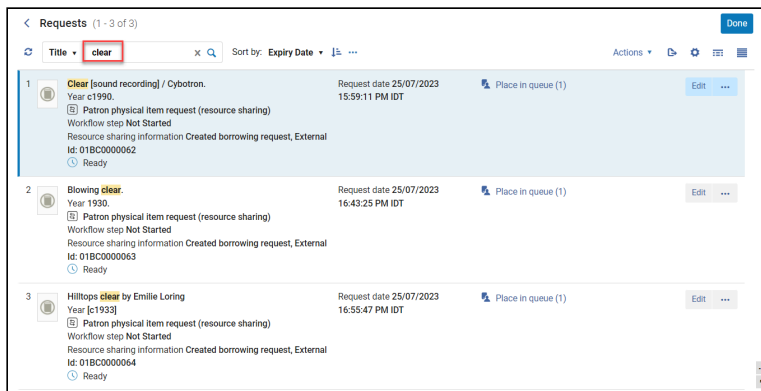 Requests (1 - 3 of 3) Done
Title clear Sort by: Expiry Date Actions
1 Clear [sound recording] / Cybotron. Request date 25/07/2023 Place in queue (1) Edit
Year c1990. 15:59:11 PM IDT
Patron physical item request (resource sharing)
Workflow step Not Started
Resource sharing information Created borrowing request, External
Id: 01BC0000062
Ready
2 Blowing clear. Request date 25/07/2023 Place in queue (1) Edit
Year 1930. 16:43:25 PM IDT
Patron physical item request (resource sharing)
Workflow step Not Started
Resource sharing information Created borrowing request, External
Id: 01BC0000063
Ready
3 Hilltops clear by Emilie Loring Request date 25/07/2023 Place in queue (1) Edit
Year [c1933] 16:55:47 PM IDT
Patron physical item request (resource sharing)
Workflow step Not Started
Resource sharing information Created borrowing request, External
Id: 01BC0000064
Ready